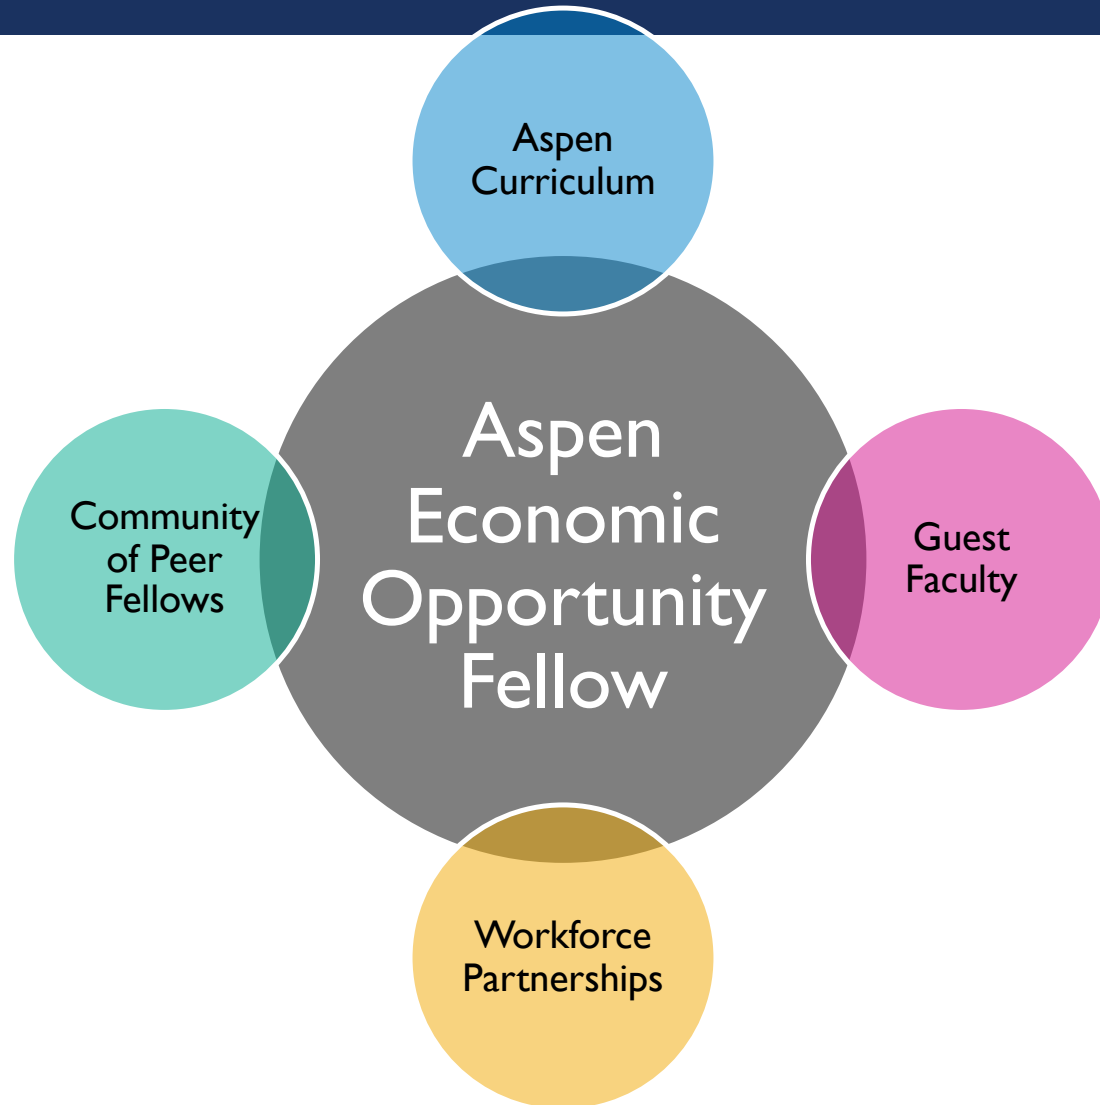 Aspen
Curriculum
Aspen
Economic
Opportunity
Fellow
Community
of Peer
Fellows
Guest
Faculty
Workforce
Partnerships